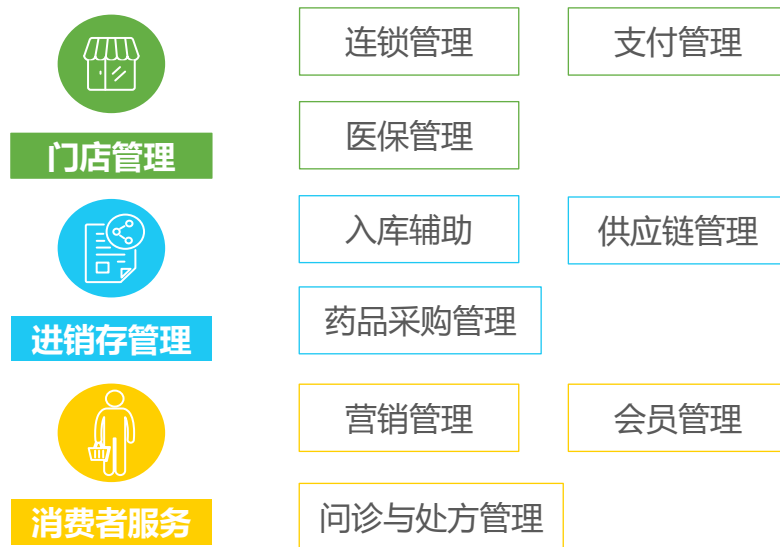 连锁管理
支付管理
医保管理
门店管理
入库辅助
供应链管理
药品采购管理
进销存管理
营销管理
会员管理
问诊与处方管理
消费者服务